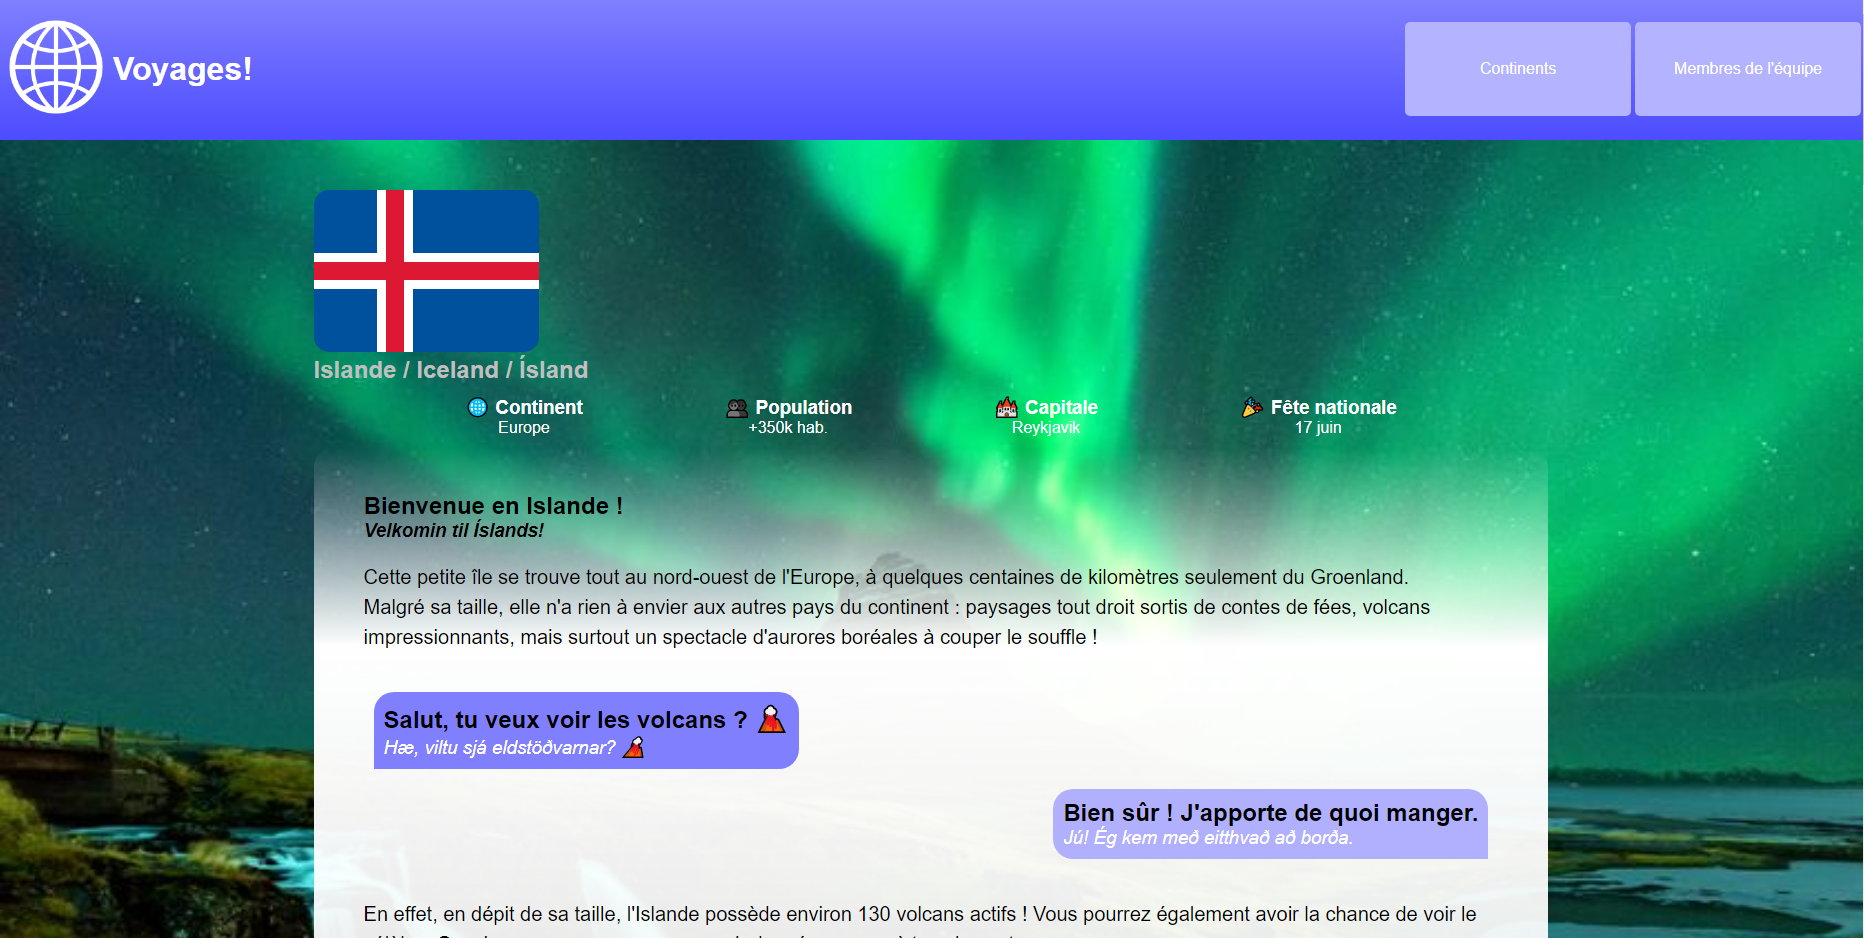 Voyages!
Continents
Membres de l'équipe
Islande / Iceland / Ísland
Continent
Europe
Population
+350k hab.
Capitale
Reykjavik
Fête nationale
17 juin
Bienvenue en Islande !
Velkomin til Íslands!
Cette petite île se trouve tout au nord-ouest de l'Europe, à quelques centaines de kilomètres seulement du Groenland.
Malgré sa taille, elle n'a rien à envier aux autres pays du continent : paysages tout droit sortis de contes de fées, volcans
impressionnants, mais surtout un spectacle d'aurores boréales à couper le souffle !
Salut, tu veux voir les volcans ?
Hæ, viltu sjá eldstöðvarnar?
Bien sûr ! J'apporte de quoi manger.
Jú! Ég kem með eitthvað að borða.
En effet, en dépit de sa taille, l'Islande possède environ 130 volcans actifs ! Vous pourrez également avoir la chance de voir le